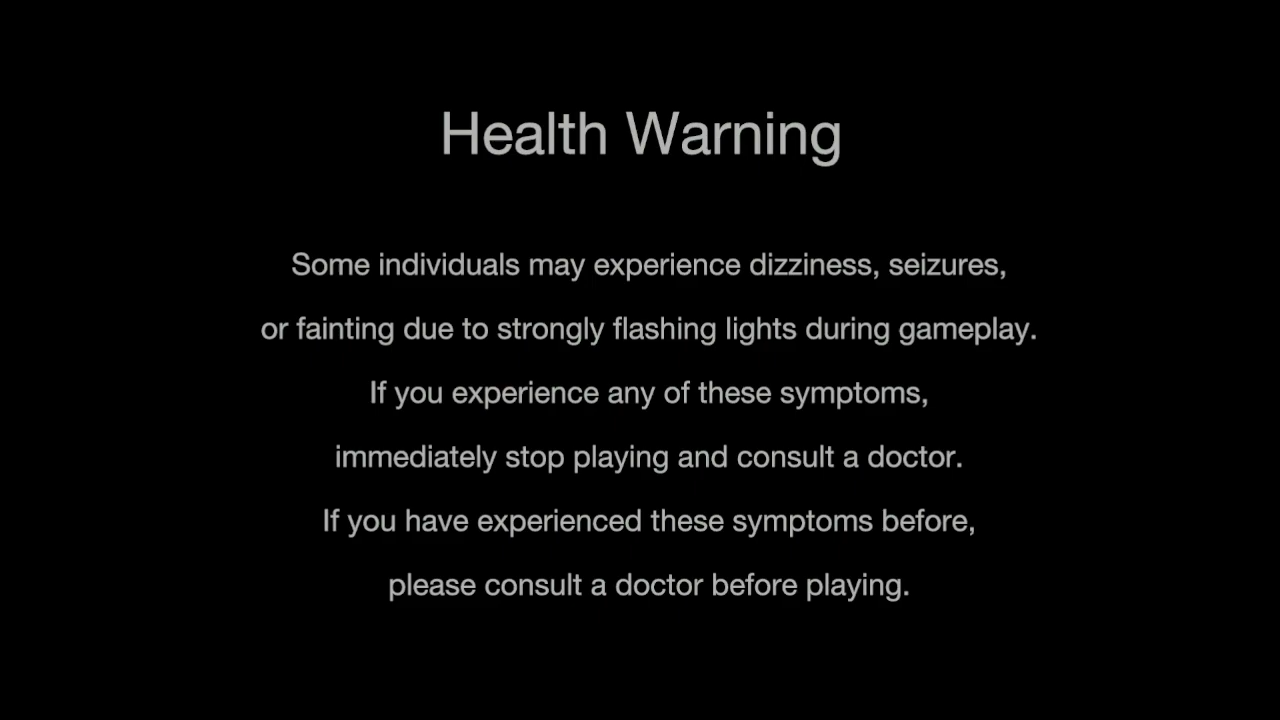 Health Warning
Some individuals may experience dizziness, seizures,
or fainting due to strongly flashing lights during gameplay.
If you experience any of these symptoms,
immediately stop playing and consult a doctor.
If you have experienced these symptoms before,
please consult a doctor before playing.